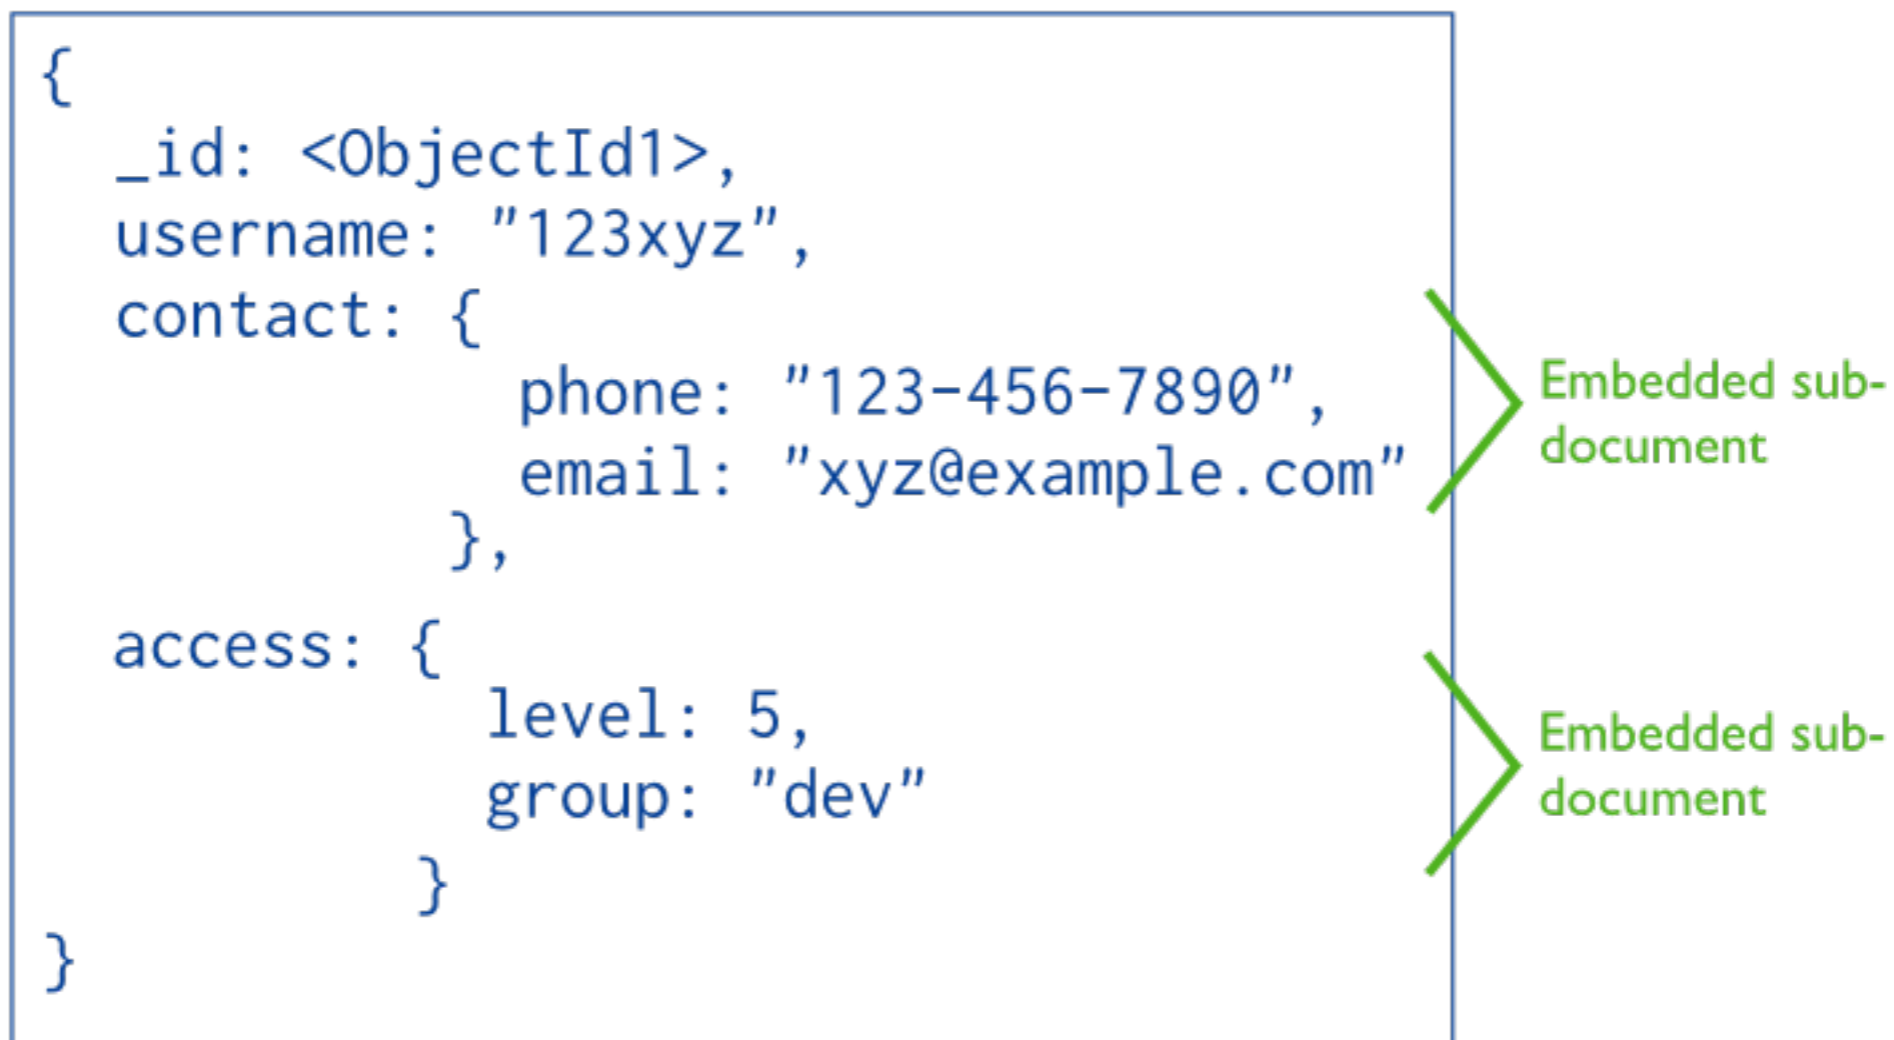 {
_id: <ObjectId1>,
username: "123xyz",
contact: {
phone: "123-456-7890",
email: "xyz@example.com"
},
access: {
level: 5,
group: "dev"
}
}
Embedded sub-
document
Embedded sub-
document